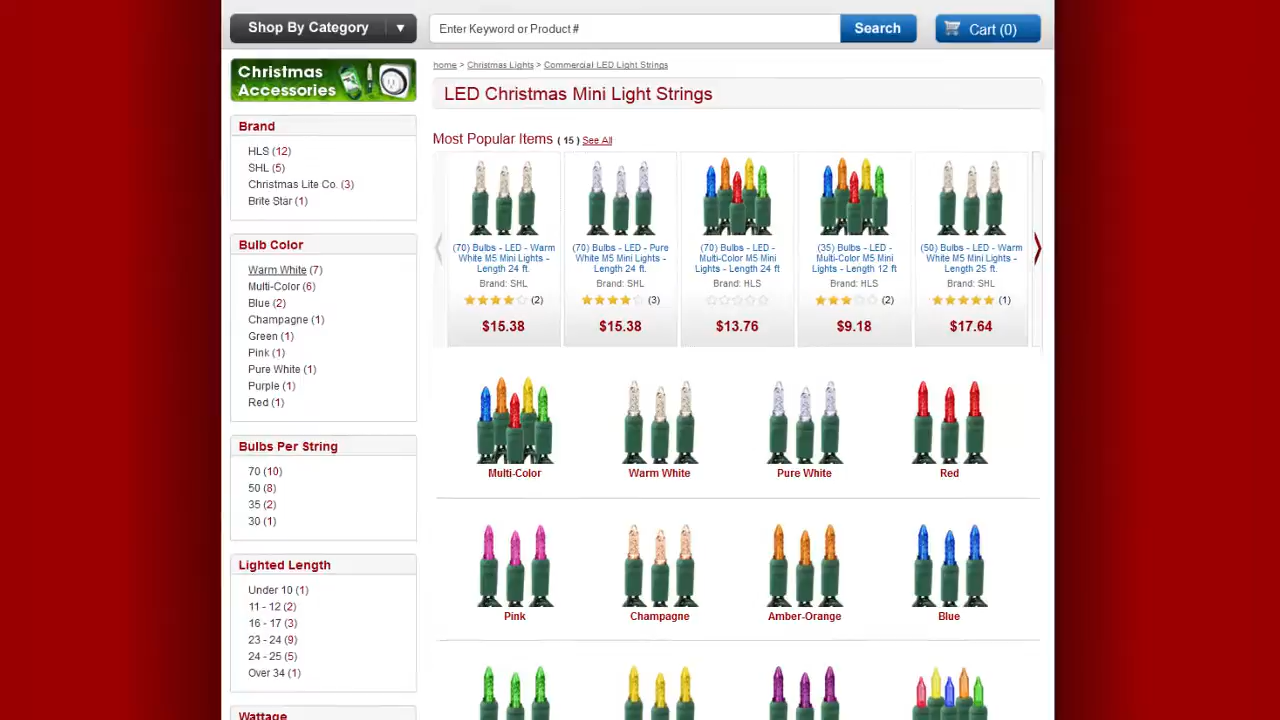 Shop By Category ▼
Enter Keyword or Product #
Search
Cart (0)
Christmas
Accessories
home > Christmas Lights > Commercial LED Light Strings
LED Christmas Mini Light Strings
Brand
HLS (12)
SHL (5)
Christmas Lite Co. (3)
Brite Star (1)
Bulb Color
Warm White (7)
Multi-Color (6)
Blue (2)
Champagne (1)
Green (1)
Pink (1)
Pure White (1)
Purple (1)
Red (1)
Bulbs Per String
70 (10)
50 (8)
35 (2)
30 (1)
Lighted Length
Under 10 (1)
11 - 12 (2)
16 - 17 (3)
23 - 24 (9)
24 - 25 (5)
Over 34 (1)
Wattage
Most Popular Items ( 15 ) See All
(70) Bulbs - LED - Warm
White M5 Mini Lights -
Length 24 ft.
Brand: SHL
(2)
$15.38
(70) Bulbs - LED - Pure
White M5 Mini Lights -
Length 24 ft.
Brand: SHL
(3)
$15.38
(70) Bulbs - LED -
Multi-Color M5 Mini
Lights - Length 24 ft
Brand: HLS
$13.76
(35) Bulbs - LED -
Multi-Color M5 Mini
Lights - Length 12 ft
Brand: HLS
(2)
$9.18
(50) Bulbs - LED - Warm
White M5 Mini Lights -
Length 25 ft.
Brand: SHL
(1)
$17.64
Multi-Color
Warm White
Pure White
Red
Pink
Champagne
Amber-Orange
Blue